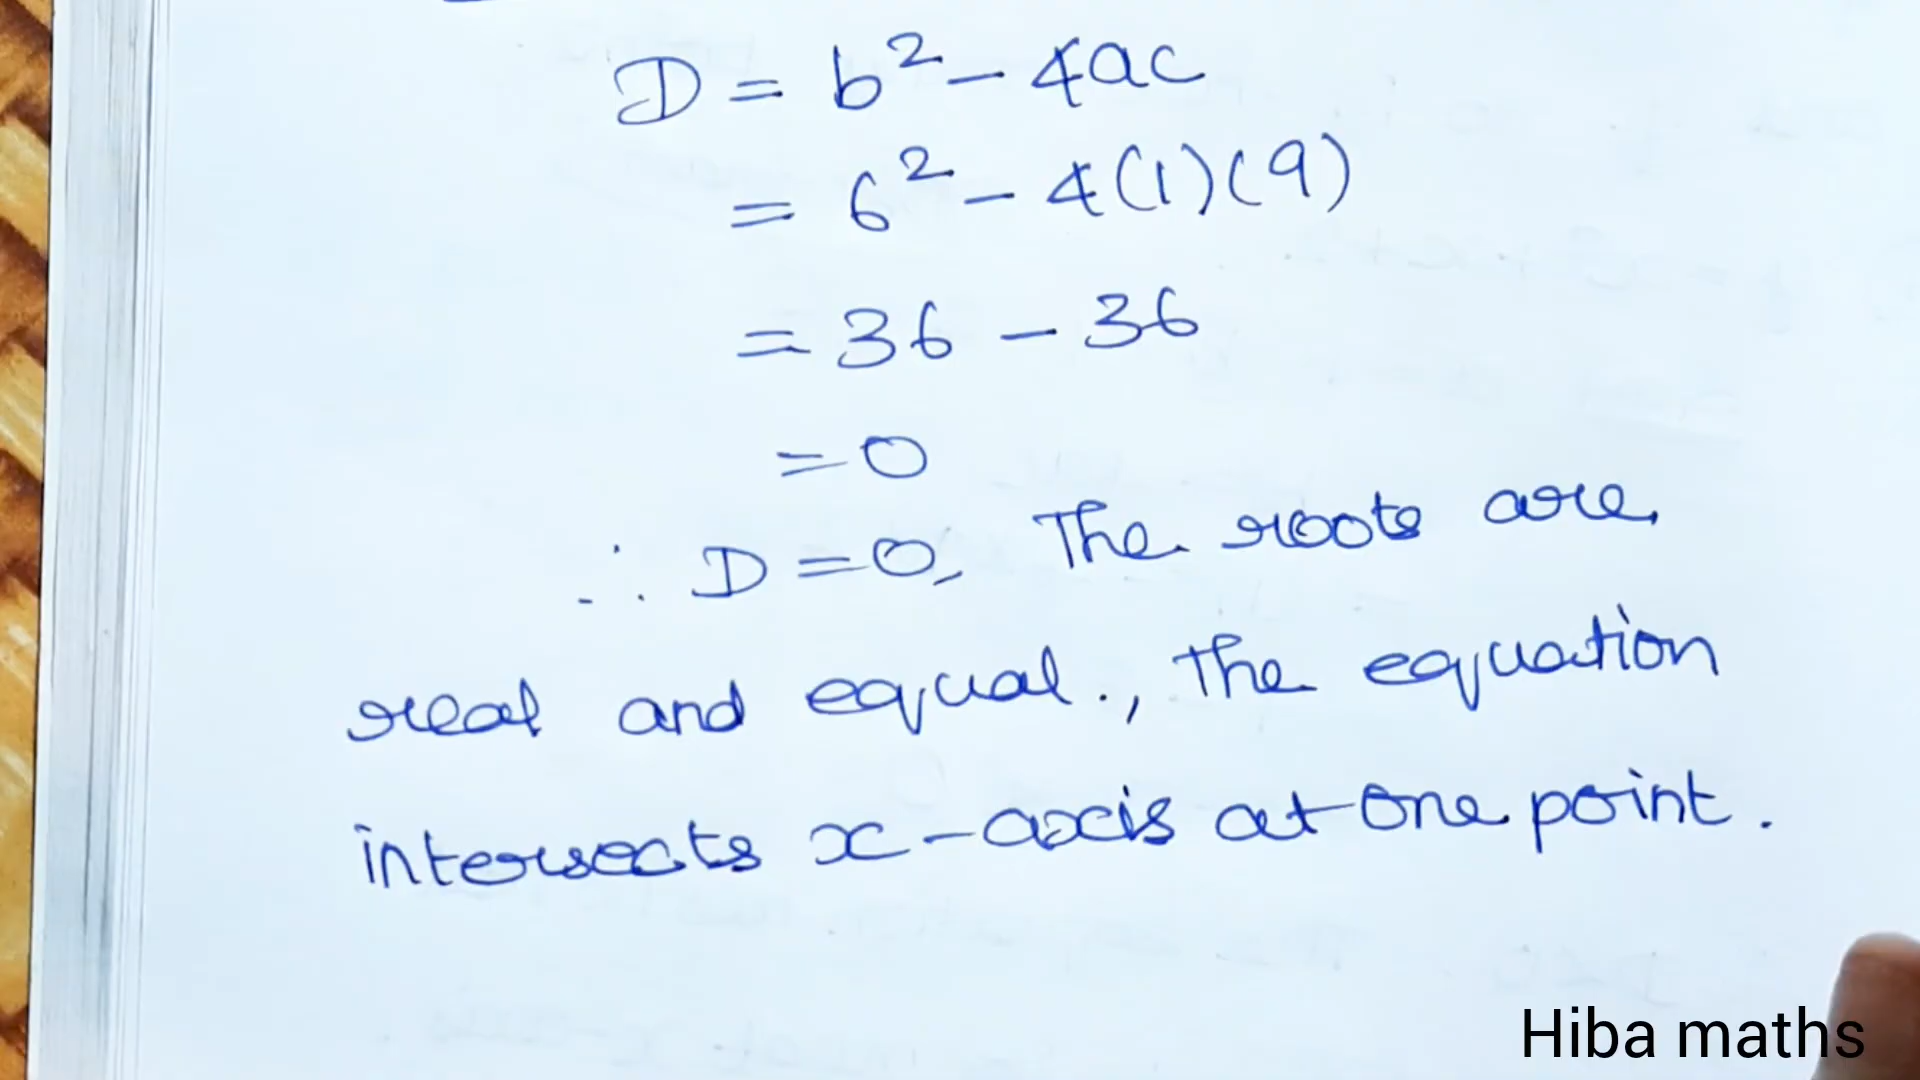 D = b² - 4ac
= 6² - 4(1)(9)
= 36 - 36
= 0
∴ D = 0, The roots are
real and equal., The equation
intersects x-axis at one point.
Hiba maths